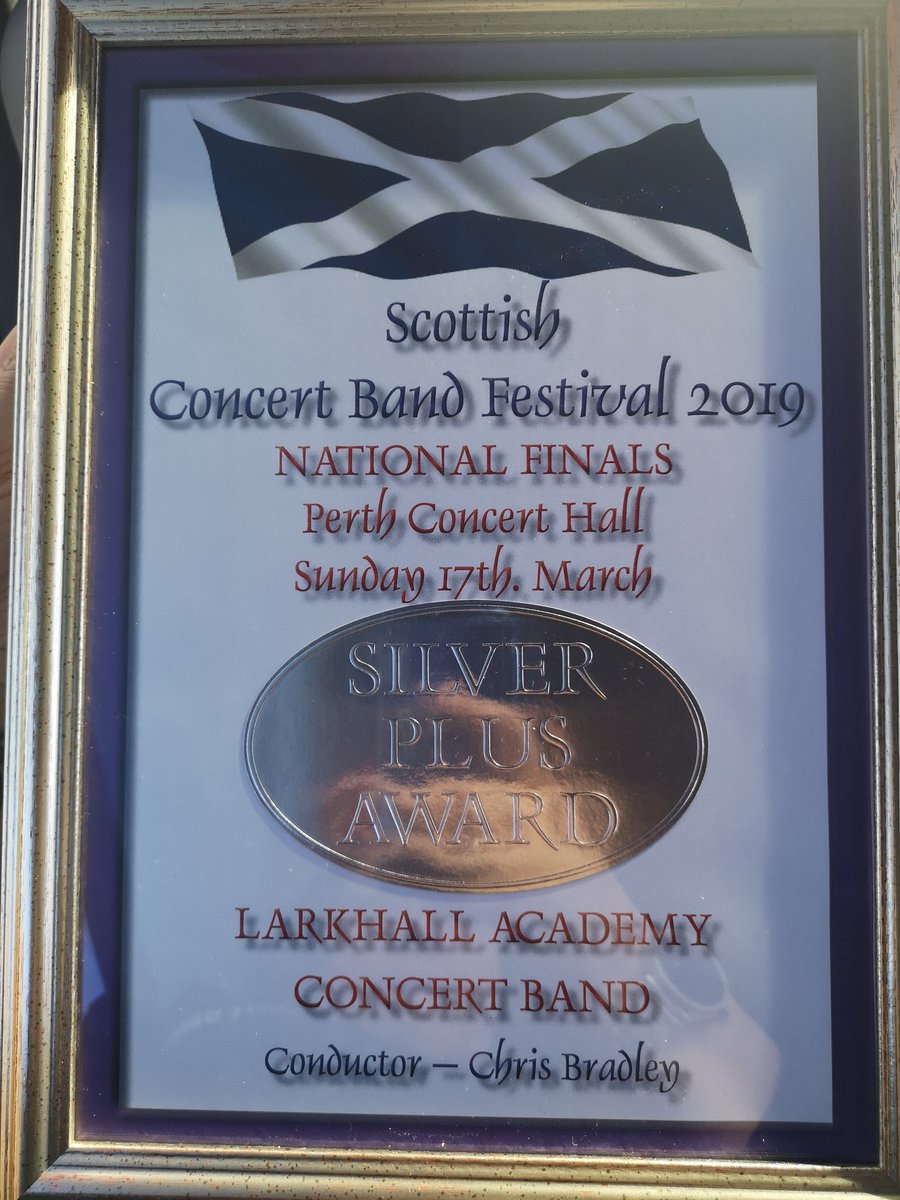 Scottish
Concert Band Festival 2019
NATIONAL FINALS
Perth Concert Hall
Sunday 17th. March
SILVER
PLUS
AWARD
LARKHALL ACADEMY
CONCERT BAND
Conductor – Chris Bradley